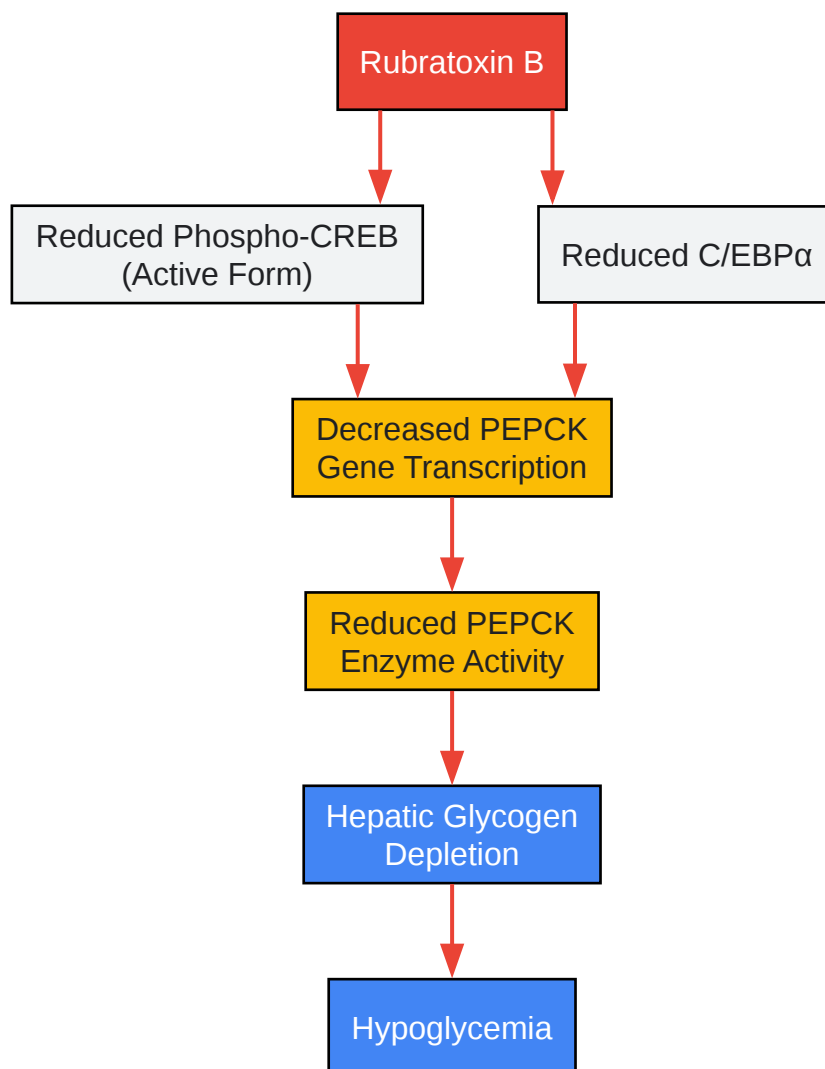 Rubratoxin B
Reduced Phospho-CREB
(Active Form)
Reduced C/EBPα
Decreased PEPCK
Gene Transcription
Reduced PEPCK
Enzyme Activity
Hepatic Glycogen
Depletion
Hypoglycemia